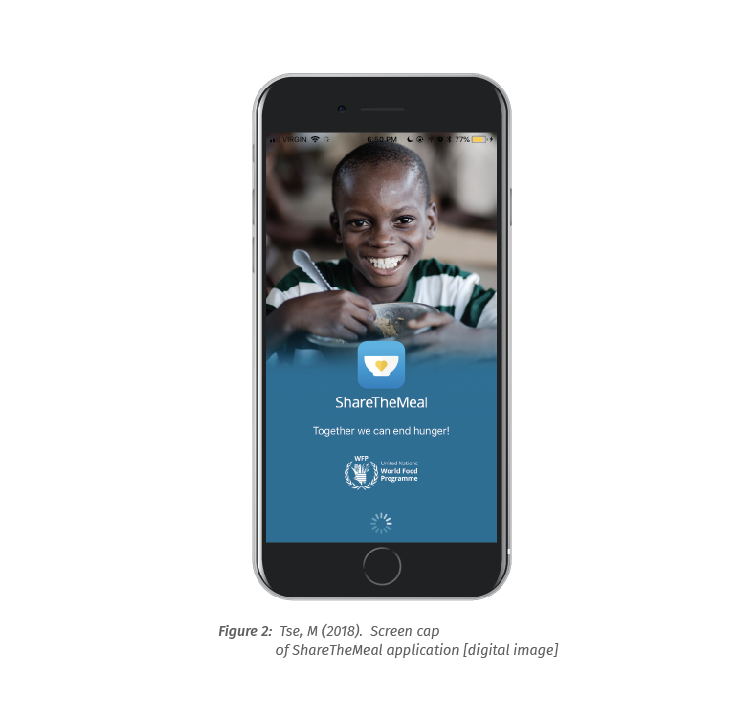 VIRGIN 6:50 PM 77%
ShareTheMeal
Together we can end hunger!
WFP
United Nations
World Food
Programme
Figure 2: Tse, M (2018). Screen cap
of ShareTheMeal application [digital image]